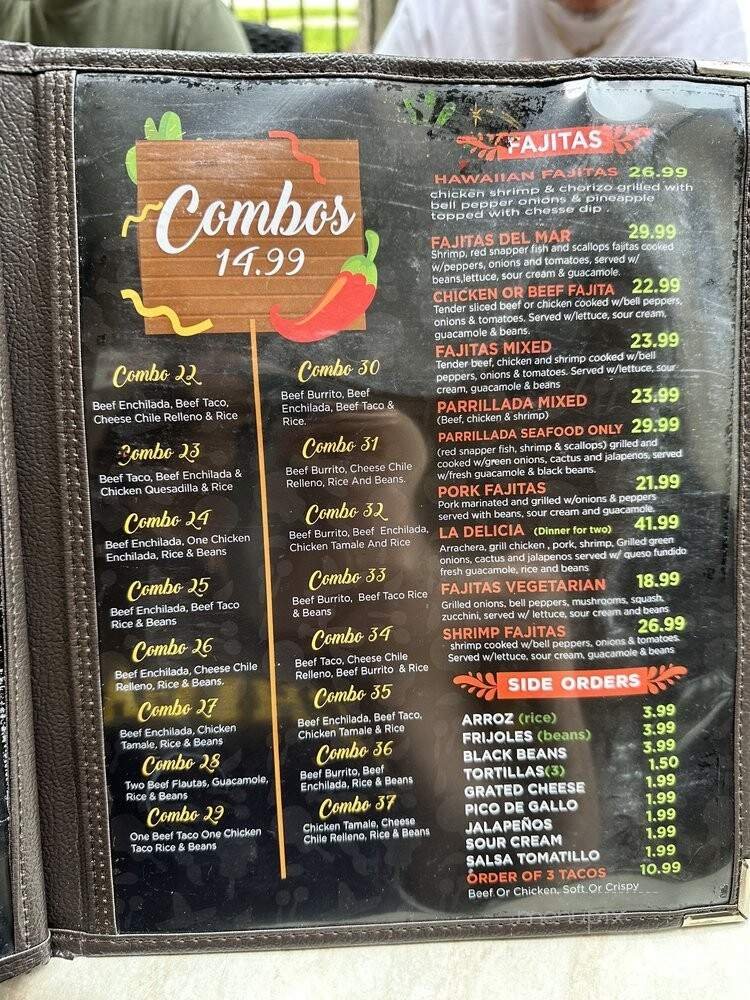 Combos
14.99
Combo 22
Beef Enchilada, Beef Taco,
Cheese Chile Relleno & Rice
Combo 23
Beef Taco, Beef Enchilada &
Chicken Quesadilla & Rice
Combo 24
Beef Enchilada, One Chicken
Enchilada, Rice & Beans
Combo 25
Beef Enchilada, Beef Taco
Rice & Beans
Combo 26
Beef Enchilada, Cheese Chile
Relleno, Rice & Beans.
Combo 27
Beef Enchilada, Chicken
Tamale, Rice & Beans
Combo 28
Two Beef Flautas, Guacamole,
Rice & Beans
Combo 29
One Beef Taco One Chicken
Taco Rice & Beans
Combo 30
Beef Burrito, Beef
Enchilada, Beef Taco &
Rice.
Combo 31
Beef Burrito, Cheese Chile
Relleno, Rice And Beans.
Combo 32
Beef Burrito, Beef Enchilada,
Chicken Tamale And Rice
Combo 33
Beef Burrito, Beef Taco Rice
& Beans
Combo 34
Beef Taco, Cheese Chile
Relleno, Beef Burrito & Rice
Combo 35
Beef Enchilada, Beef Taco,
Chicken Tamale & Rice
Combo 36
Beef Burrito, Beef
Enchilada, Rice & Beans
Combo 37
Chicken Tamale, Cheese
Chile Relleno, Rice & Beans
FAJITAS
HAWAIIAN FAJITAS 26.99
chicken shrimp & chorizo grilled with
bell pepper onions & pineapple
topped with chesse dip .
FAJITAS DEL MAR 29.99
Shrimp, red snapper fish and scallops fajitas cooked
w/peppers, onions and tomatoes, served w/
beans,lettuce, sour cream & guacamole.
CHICKEN OR BEEF FAJITA 22.99
Tender sliced beef or chicken cooked w/bell peppers,
onions & tomatoes. Served w/lettuce, sour cream,
guacamole & beans.
FAJITAS MIXED 23.99
Tender beef, chicken and shrimp cooked w/bell
peppers, onions & tomatoes. Served w/lettuce, sour
cream, guacamole & beans
PARRILLADA MIXED 23.99
(Beef, chicken & shrimp)
PARRILLADA SEAFOOD ONLY 29.99
(red snapper fish, shrimp & scallops) grilled and
cooked w/green onions, cactus and jalapenos, served
w/fresh guacamole & black beans.
PORK FAJITAS 21.99
Pork marinated and grilled w/onions & peppers
served with beans, sour cream and guacamole.
LA DELICIA (Dinner for two) 41.99
Arrachera, grill chicken , pork, shrimp, Grilled green
onions, cactus and jalapenos served w/ queso fundido
fresh guacamole, rice and beans
FAJITAS VEGETARIAN 18.99
Grilled onions, bell peppers, mushrooms, squash,
zucchini, served w/ lettuce, sour cream and beans
SHRIMP FAJITAS 26.99
shrimp cooked w/bell peppers, onions & tomatoes.
Served w/lettuce, sour cream, guacamole & beans
SIDE ORDERS
ARROZ (rice) 3.99
FRIJOLES (beans) 3.99
BLACK BEANS 3.99
TORTILLAS(3) 1.50
GRATED CHEESE 1.99
PICO DE GALLO 1.99
JALAPEÑOS 1.99
SOUR CREAM 1.99
SALSA TOMATILLO 1.99
ORDER OF 3 TACOS 10.99
Beef Or Chicken, Soft Or Crispy
menupix